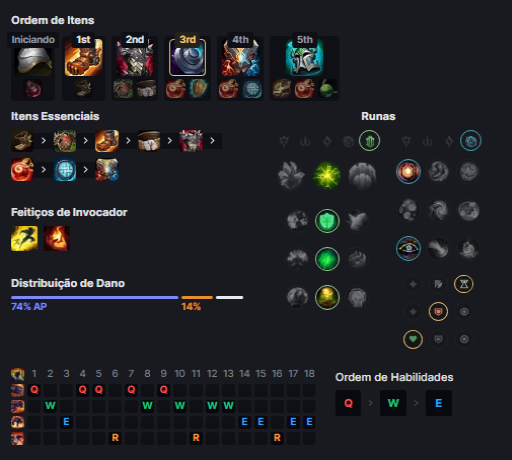 Ordem de Itens
Iniciando 1st 2nd 3rd 4th 5th
Itens Essenciais
Runas
Feitiços de Invocador
Distribuição de Dano
74% AP 14%
1 2 3 4 5 6 7 8 9 10 11 12 13 14 15 16 17 18
Q Q Q Q Q
W W W W W
E E E E E
R R R
Ordem de Habilidades
Q > W > E